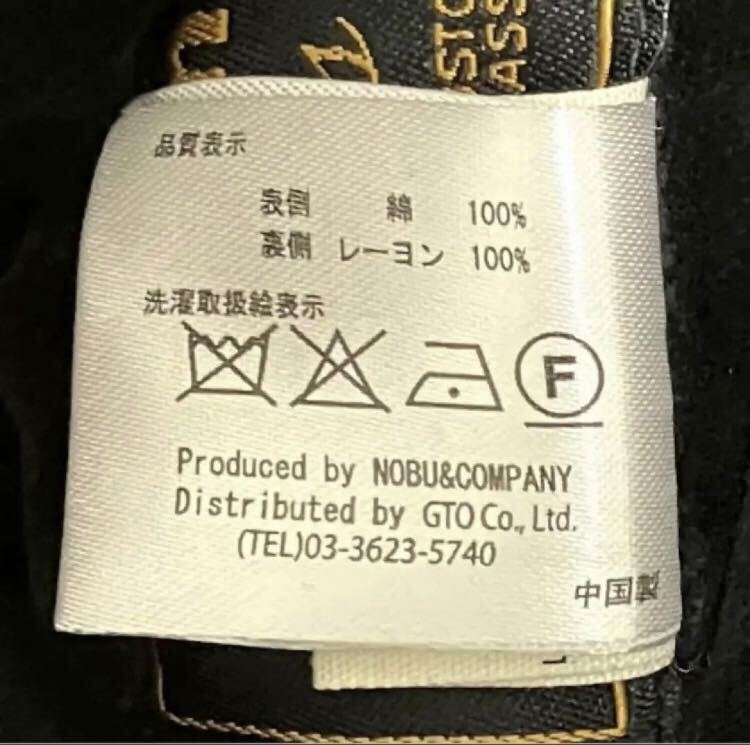 品質表示
表側 綿 100%
裏側 レーヨン 100%
洗濯取扱絵表示
F
Produced by NOBU&COMPANY
Distributed by GTO Co., Ltd.
(TEL)03-3623-5740
中国製